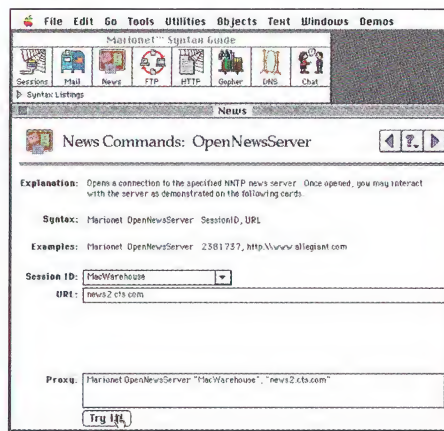 File Edit Go Tools Utilities Objects Text Windows Demos
Marionet™ Syntax Guide
Sessions Mail News FTP HTTP Gopher DNS Chat
Syntax Listings
News
News Commands: OpenNewsServer
?
Explanation: Opens a connection to the specified NNTP news server. Once opened, you may interact
with the server as demonstrated on the following cards.
Syntax: Marionet OpenNewsServer SessionID, URL
Examples: Marionet OpenNewsServer 2381737, http:\\www.allegiant.com
Session ID: MacWarehouse
URL: news2.cts.com
Proxy: Marionet OpenNewsServer "MacWarehouse", "news2.cts.com"
Try It!